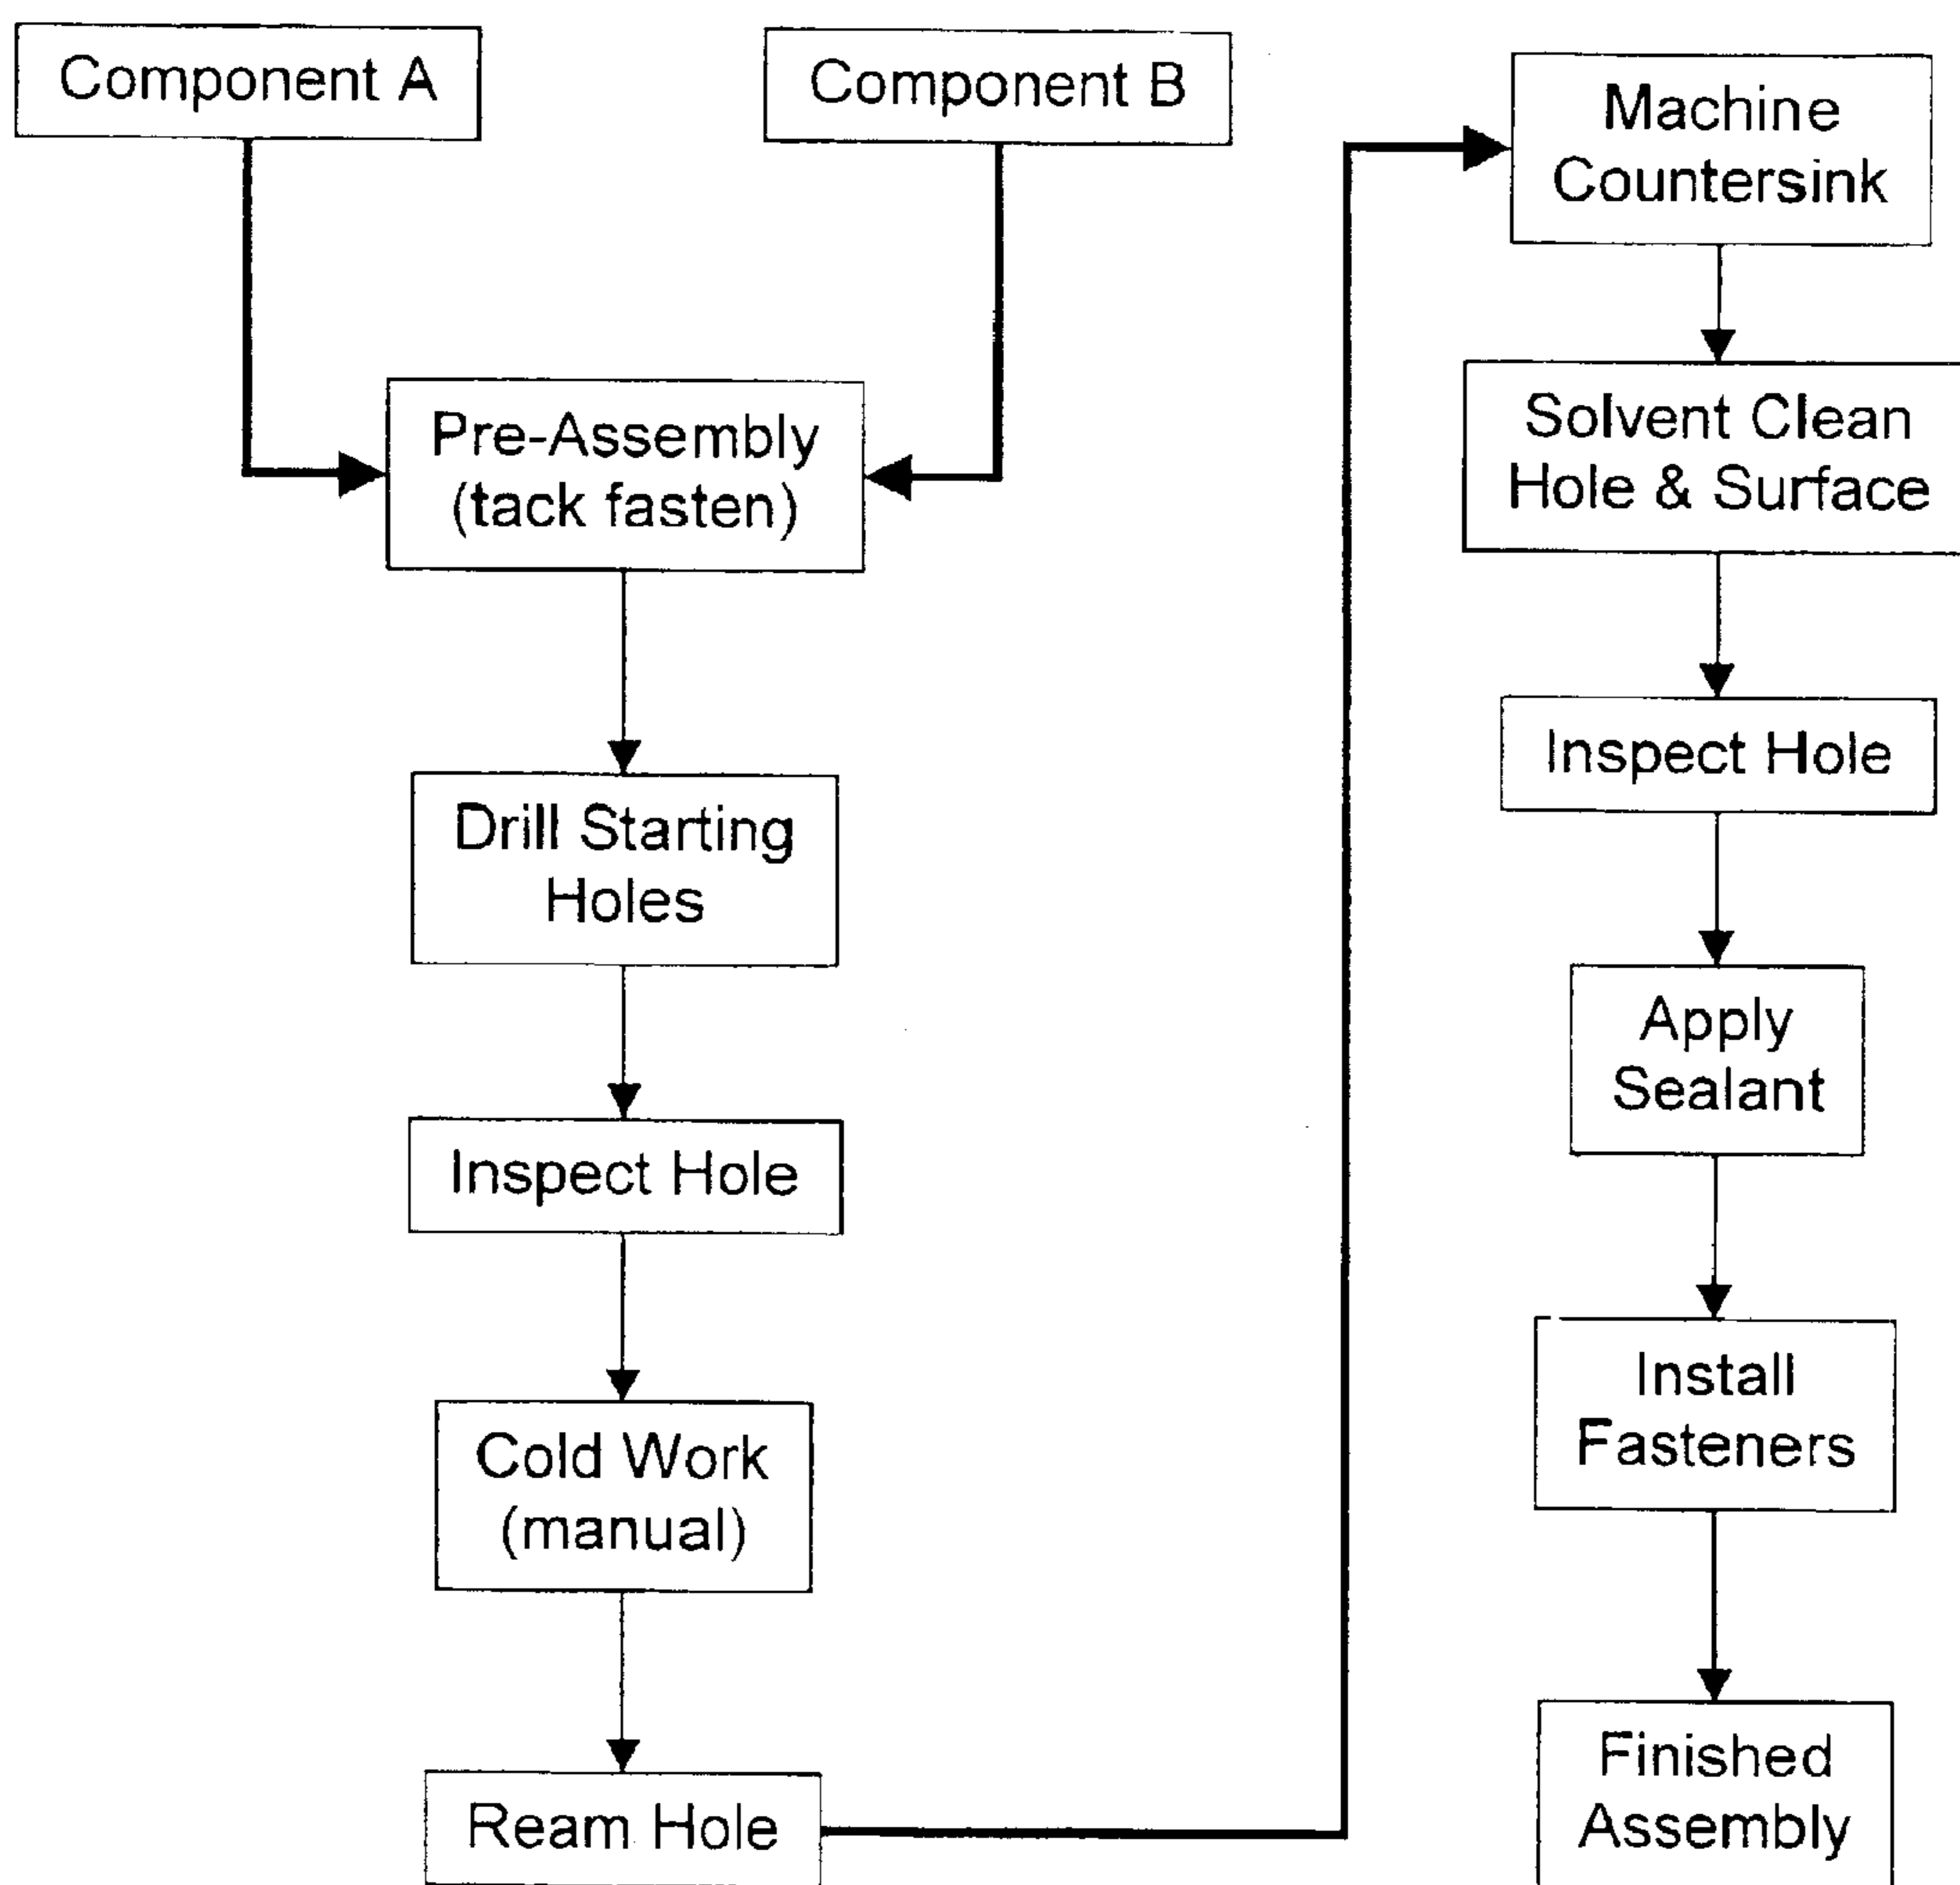 Component A
Component B
Pre-Assembly
(tack fasten)
Drill Starting
Holes
Inspect Hole
Cold Work
(manual)
Ream Hole
Machine
Countersink
Solvent Clean
Hole & Surface
Inspect Hole
Apply
Sealant
Install
Fasteners
Finished
Assembly